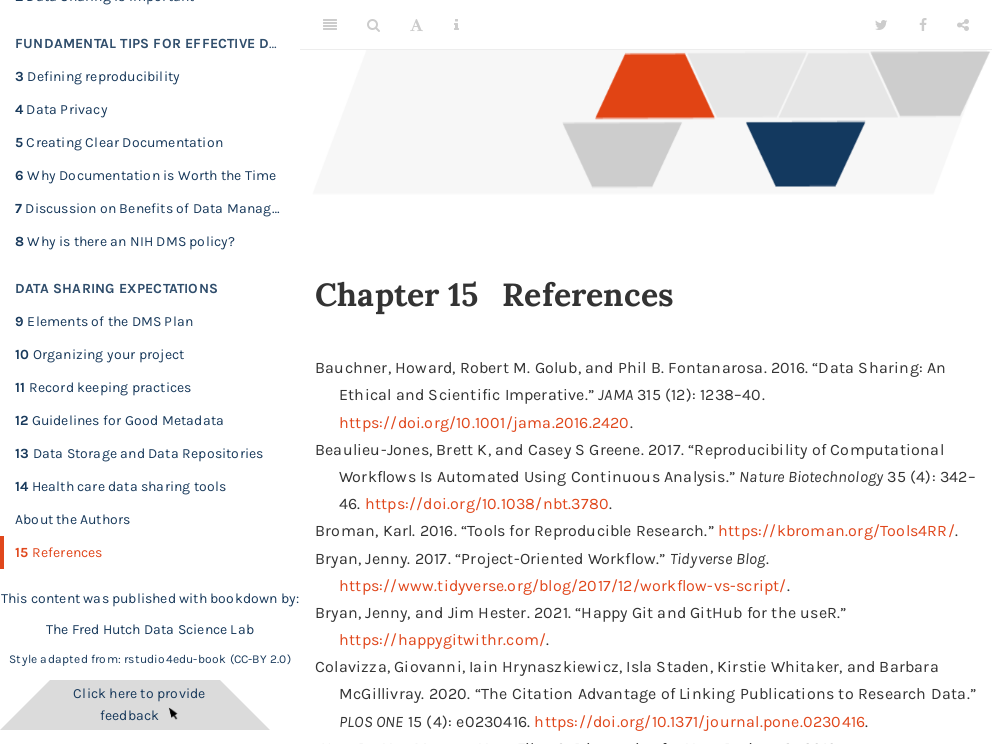 FUNDAMENTAL TIPS FOR EFFECTIVE D…
3 Defining reproducibility
4 Data Privacy
5 Creating Clear Documentation
6 Why Documentation is Worth the Time
7 Discussion on Benefits of Data Manag…
8 Why is there an NIH DMS policy?
DATA SHARING EXPECTATIONS
9 Elements of the DMS Plan
10 Organizing your project
11 Record keeping practices
12 Guidelines for Good Metadata
13 Data Storage and Data Repositories
14 Health care data sharing tools
About the Authors
15 References
This content was published with bookdown by:
The Fred Hutch Data Science Lab
Style adapted from: rstudio4edu-book (CC-BY 2.0)
Click here to provide
feedback
Chapter 15 References
Bauchner, Howard, Robert M. Golub, and Phil B. Fontanarosa. 2016. “Data Sharing: An
Ethical and Scientific Imperative.” JAMA 315 (12): 1238–40.
https://doi.org/10.1001/jama.2016.2420.
Beaulieu-Jones, Brett K, and Casey S Greene. 2017. “Reproducibility of Computational
Workflows Is Automated Using Continuous Analysis.” Nature Biotechnology 35 (4): 342–
46. https://doi.org/10.1038/nbt.3780.
Broman, Karl. 2016. “Tools for Reproducible Research.” https://kbroman.org/Tools4RR/.
Bryan, Jenny. 2017. “Project-Oriented Workflow.” Tidyverse Blog.
https://www.tidyverse.org/blog/2017/12/workflow-vs-script/.
Bryan, Jenny, and Jim Hester. 2021. “Happy Git and GitHub for the useR.”
https://happygitwithr.com/.
Colavizza, Giovanni, Iain Hrynaszkiewicz, Isla Staden, Kirstie Whitaker, and Barbara
McGillivray. 2020. “The Citation Advantage of Linking Publications to Research Data.”
PLOS ONE 15 (4): e0230416. https://doi.org/10.1371/journal.pone.0230416.